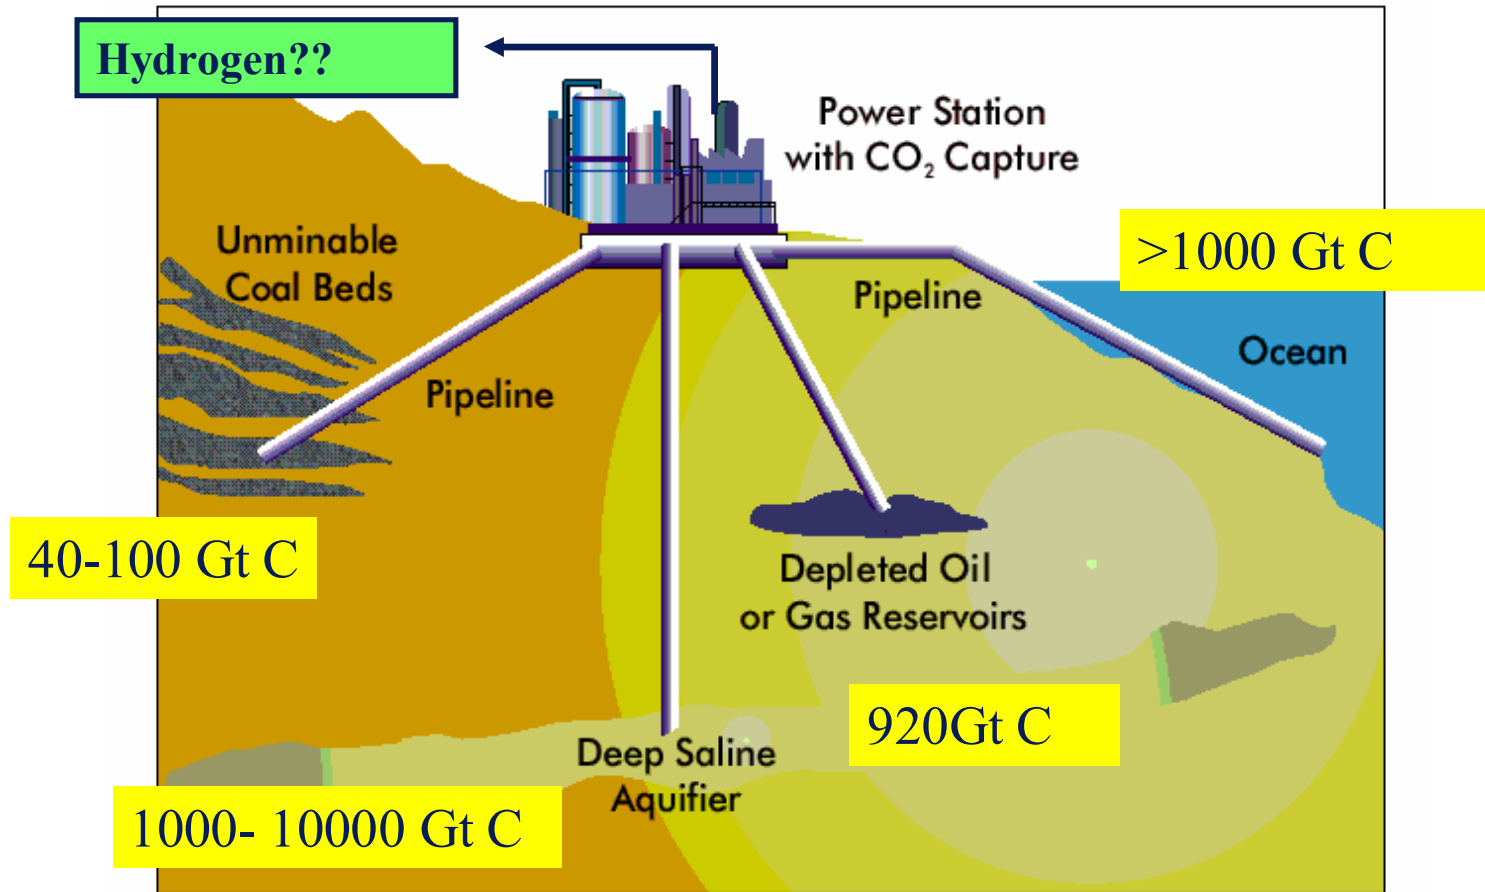 Hydrogen??
Power Station
with CO₂ Capture
Unminable
Coal Beds
>1000 Gt C
Pipeline
Ocean
Pipeline
40-100 Gt C
Depleted Oil
or Gas Reservoirs
920Gt C
Deep Saline
Aquifier
1000- 10000 Gt C